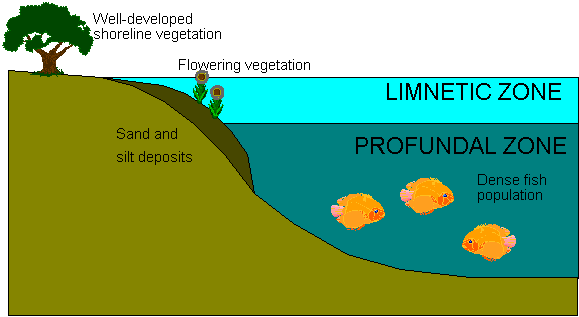 Well-developed
shoreline vegetation
Flowering vegetation
LIMNETIC ZONE
Sand and
silt deposits
PROFUNDAL ZONE
Dense fish
population